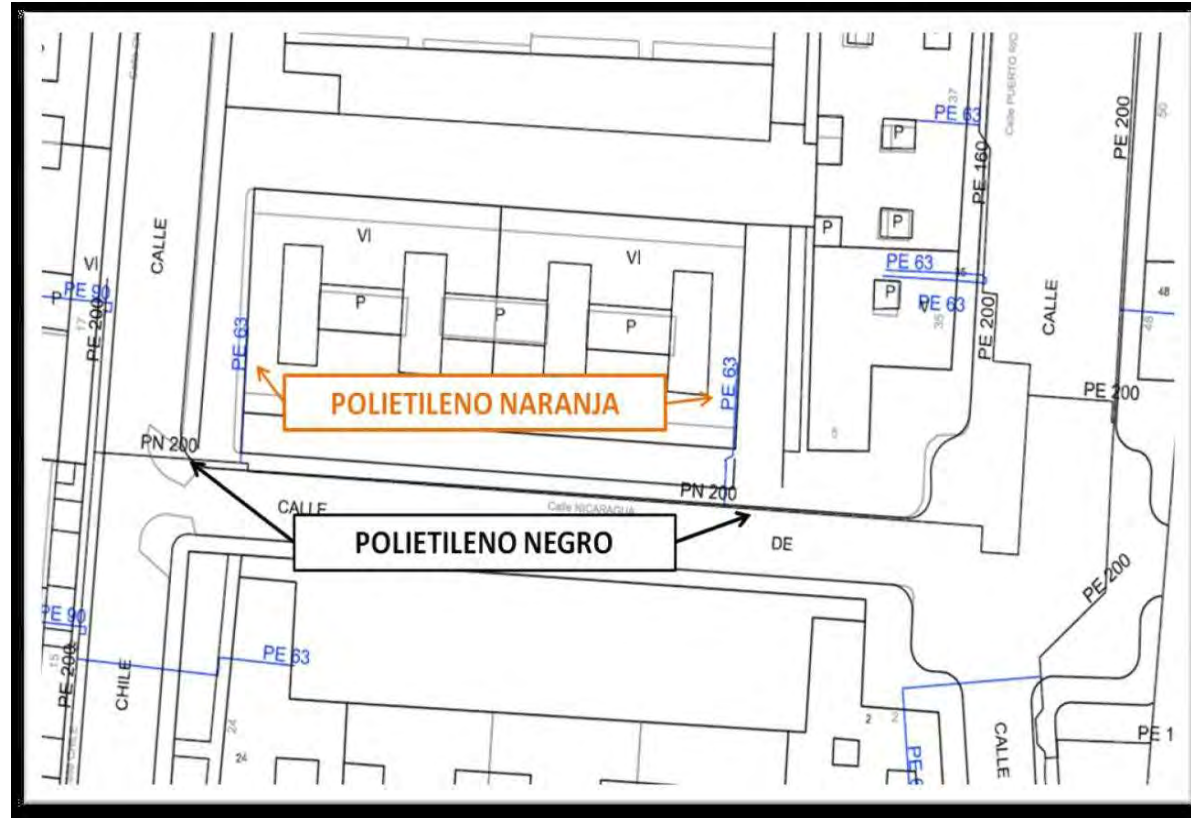 Calle PUERTO RICO
37
50
PE 63
P
PE 160
PE 200
CALLE
VI
VI
VI
P
P
PE 63
PE 90
P
17
PE 200
PE 63
P
P
P
P
PE 63
35
PE 200
CALLE
48
48
PE 63
PE 63
POLIETILENO NARANJA
PE 200
PN 200
8
PN 200
CALLE
Calle NICARAGUA
POLIETILENO NEGRO
DE
PE 200
PE 90
PE 63
15
PE 200
CHILE
24
24
2
2
CALLE
PE 1